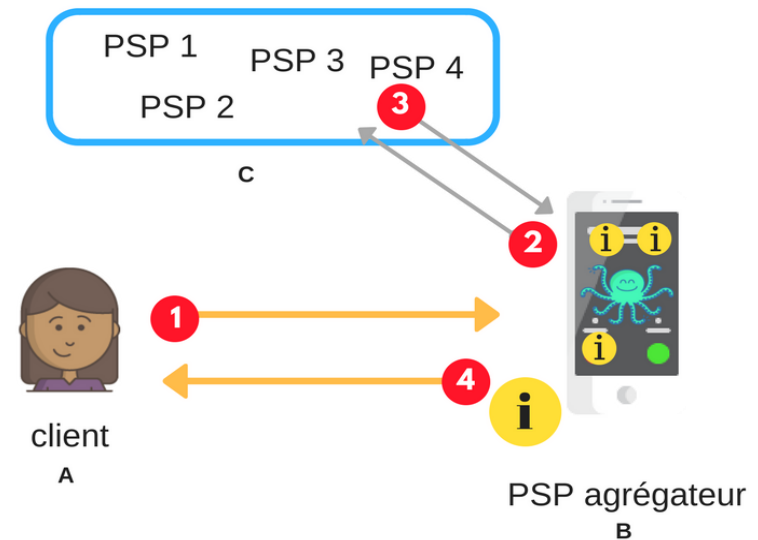 PSP 1
PSP 3
PSP 4
PSP 2
3
C
2
i i
i
1
4
i
client
A
PSP agrégateur
B